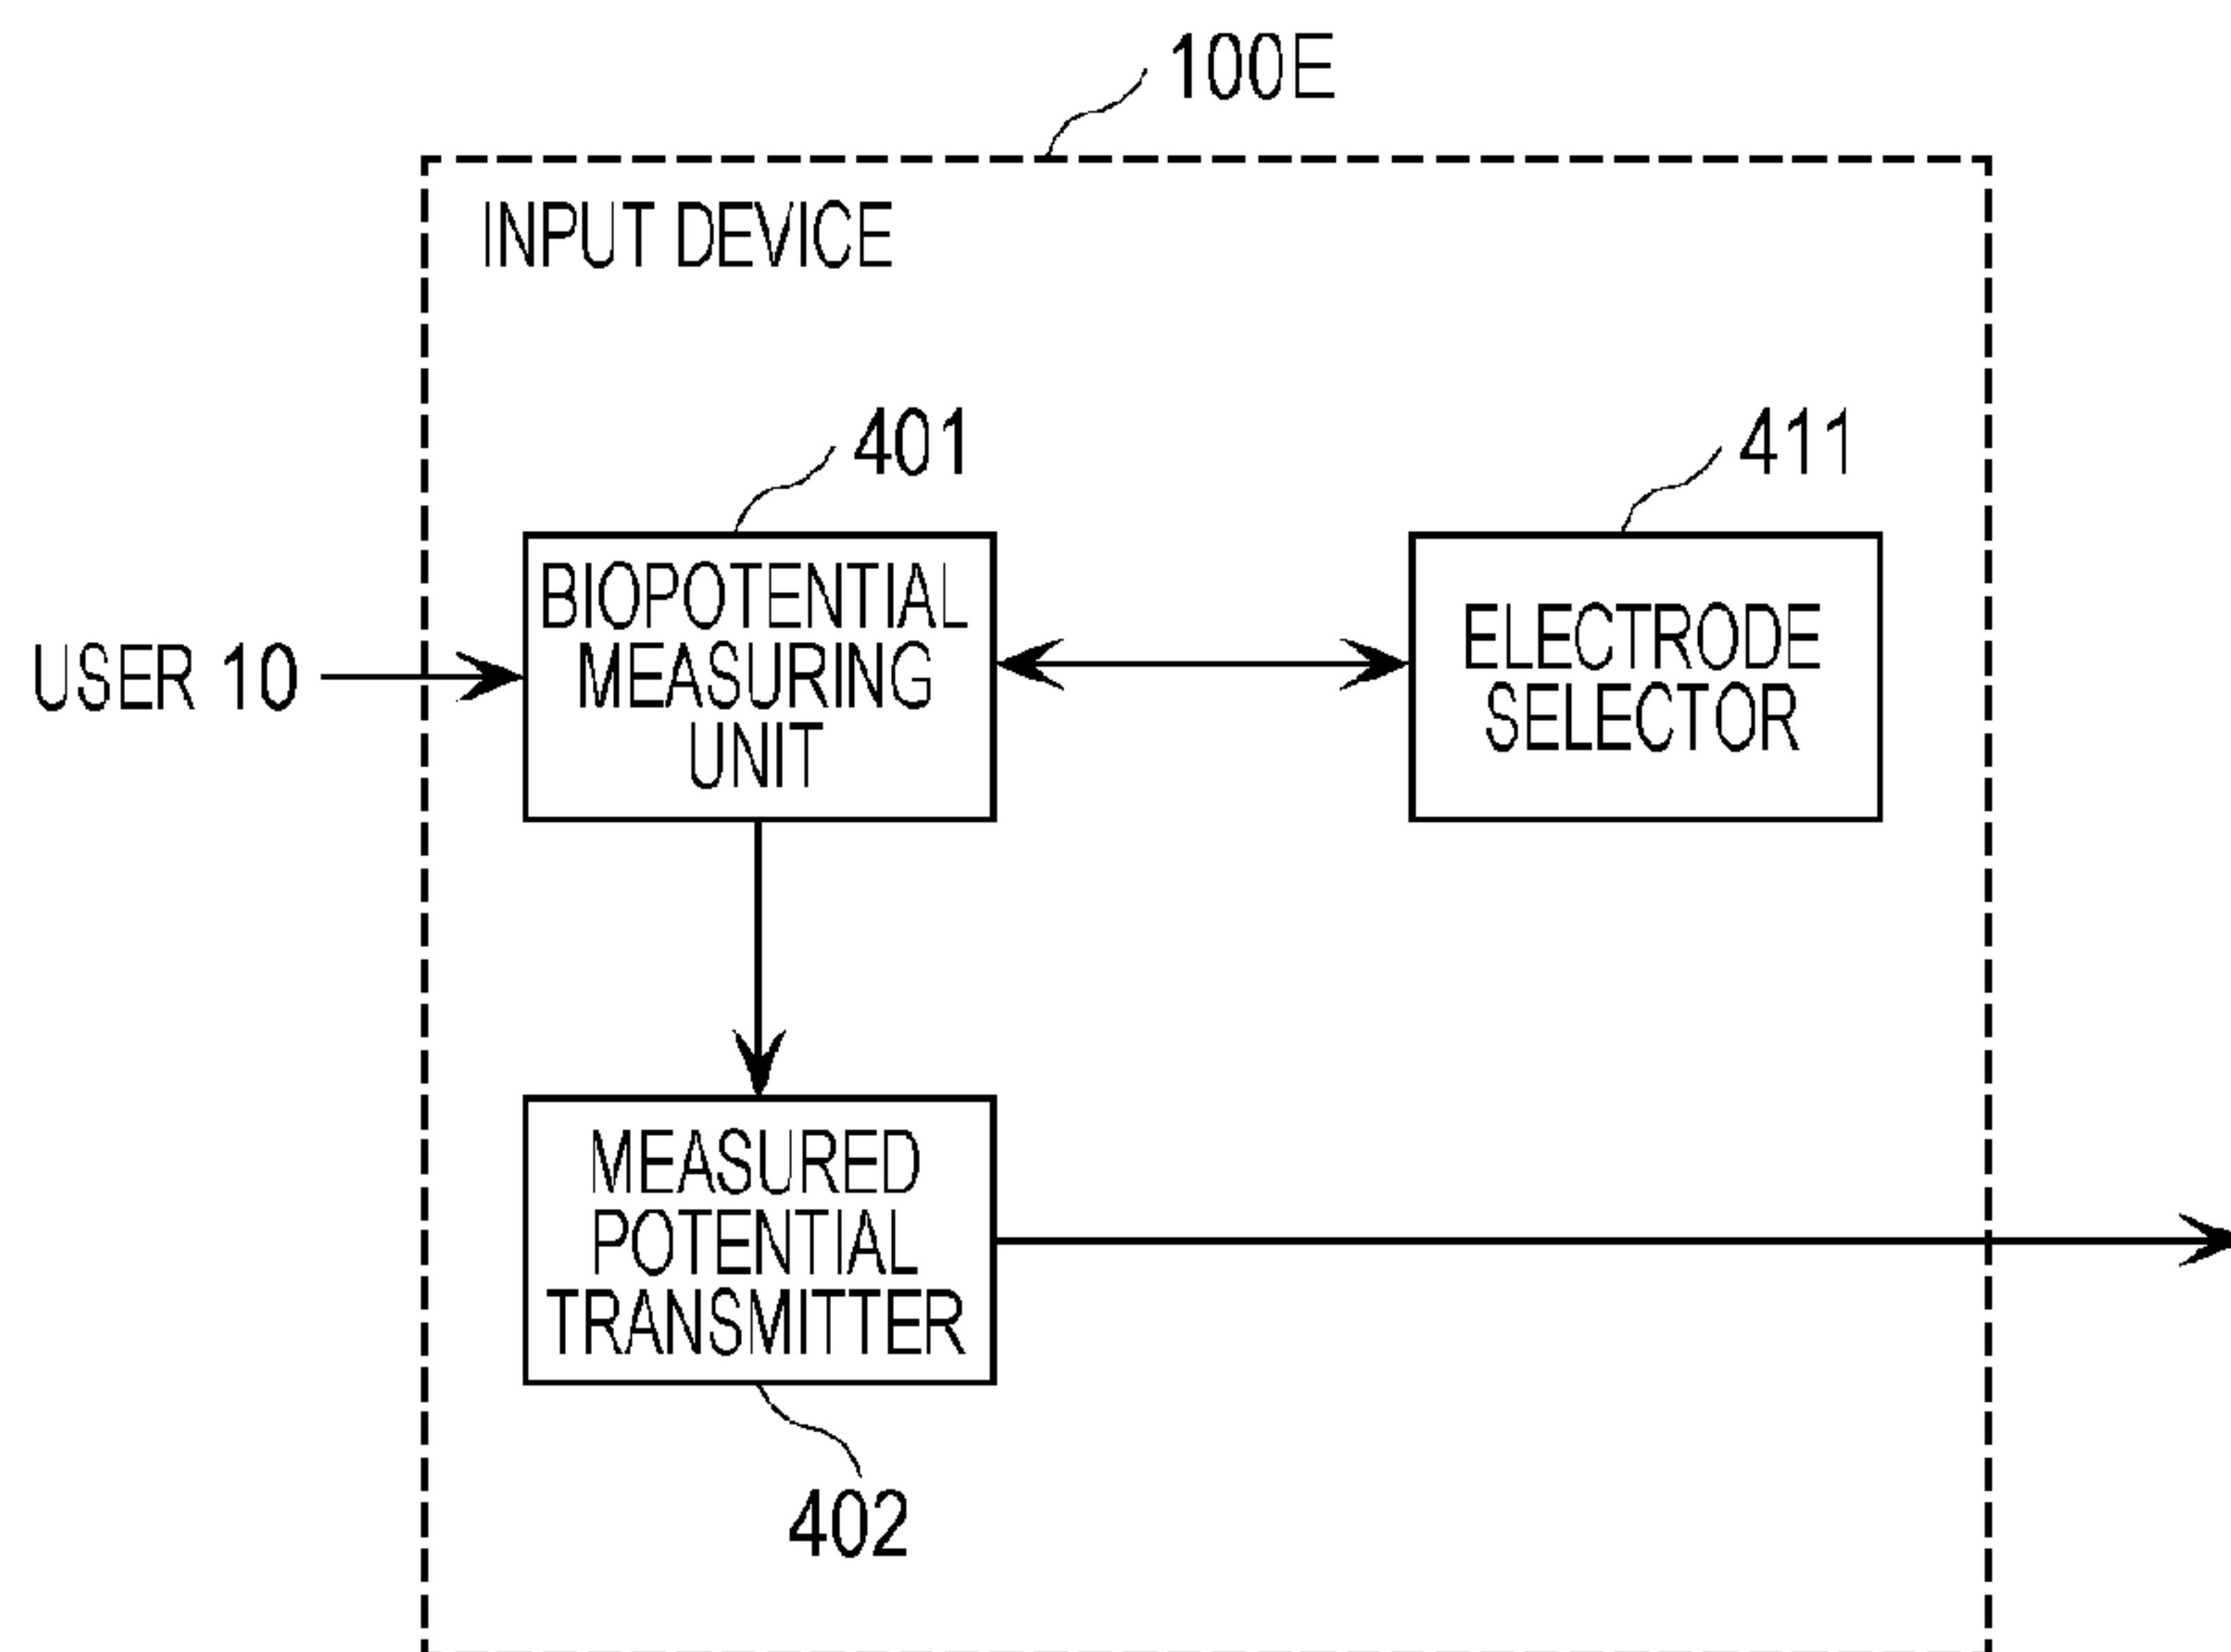 100E
INPUT DEVICE
401
411
BIOPOTENTIAL
MEASURING
UNIT
ELECTRODE
SELECTOR
USER 10
MEASURED
POTENTIAL
TRANSMITTER
402